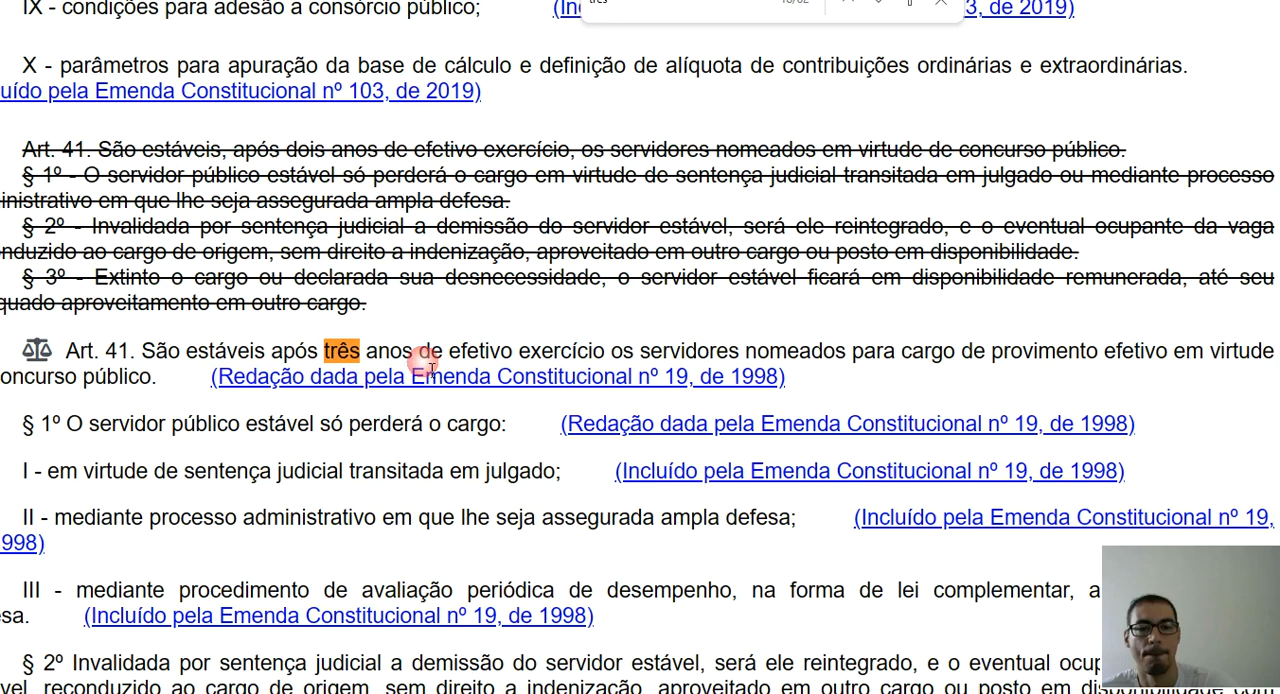 IX - condições para adesão a consórcio público; (In 3, de 2019)
três
X - parâmetros para apuração da base de cálculo e definição de alíquota de contribuições ordinárias e extraordinárias.
uído pela Emenda Constitucional nº 103, de 2019)
Art. 41. São estáveis, após dois anos de efetivo exercício, os servidores nomeados em virtude de concurso público.
§ 1º - O servidor público estável só perderá o cargo em virtude de sentença judicial transitada em julgado ou mediante processo
inistrativo em que lhe seja assegurada ampla defesa.
§ 2º - Invalidada por sentença judicial a demissão do servidor estável, será ele reintegrado, e o eventual ocupante da vaga
nduzido ao cargo de origem, sem direito a indenização, aproveitado em outro cargo ou posto em disponibilidade.
§ 3º - Extinto o cargo ou declarada sua desnecessidade, o servidor estável ficará em disponibilidade remunerada, até seu
quado aproveitamento em outro cargo.
Art. 41. São estáveis após três anos de efetivo exercício os servidores nomeados para cargo de provimento efetivo em virtude
oncurso público. (Redação dada pela Emenda Constitucional nº 19, de 1998)
§ 1º O servidor público estável só perderá o cargo: (Redação dada pela Emenda Constitucional nº 19, de 1998)
I - em virtude de sentença judicial transitada em julgado; (Incluído pela Emenda Constitucional nº 19, de 1998)
II - mediante processo administrativo em que lhe seja assegurada ampla defesa; (Incluído pela Emenda Constitucional nº 19,
998)
III - mediante procedimento de avaliação periódica de desempenho, na forma de lei complementar, a
sa. (Incluído pela Emenda Constitucional nº 19, de 1998)
§ 2º Invalidada por sentença judicial a demissão do servidor estável, será ele reintegrado, e o eventual ocup
vel, reconduzido ao cargo de origem, sem direito a indenização, aproveitado em outro cargo ou posto em disponibilidade com